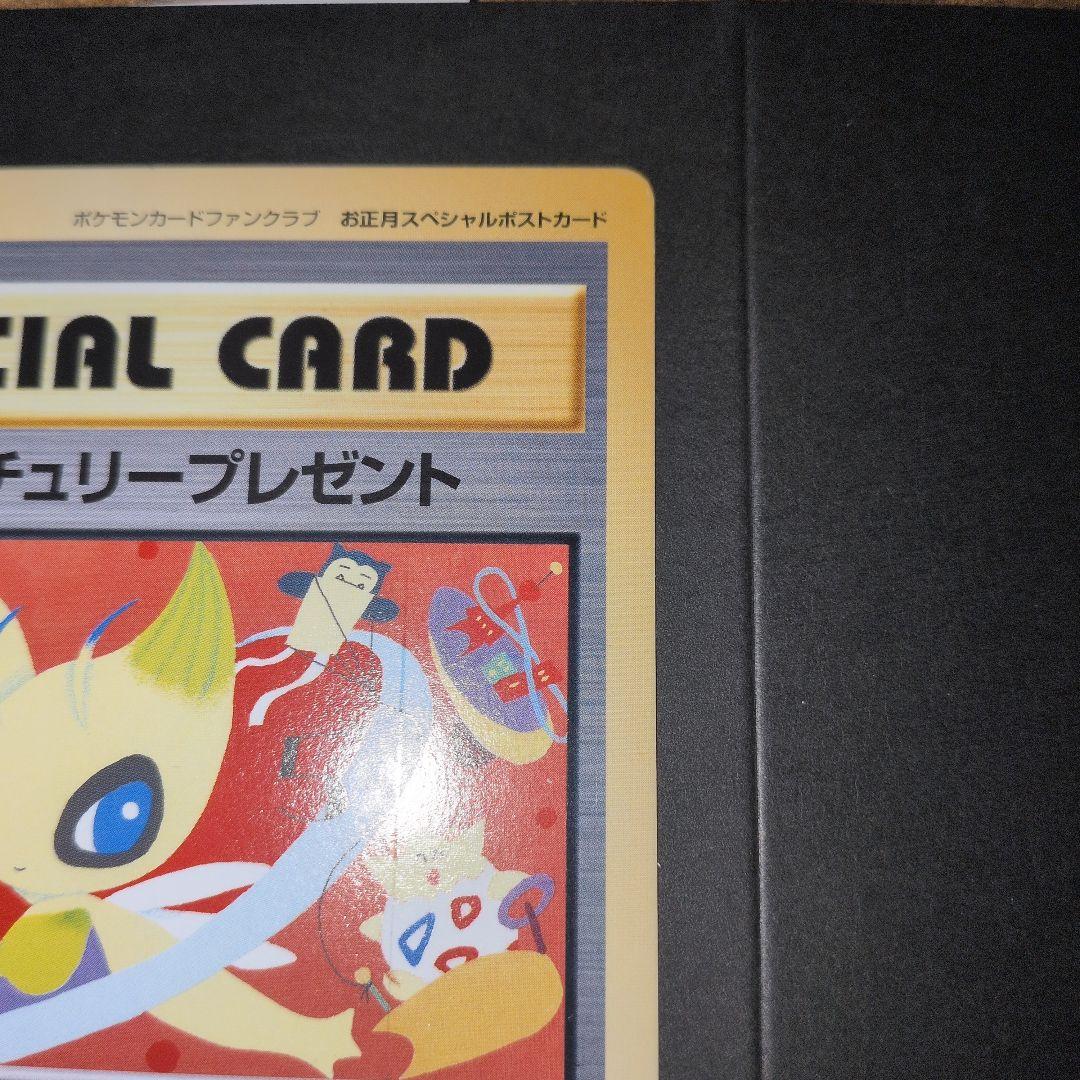 ポケモンカードファンクラブ　お正月スペシャルポストカード
CIAL CARD
チュリープレゼント